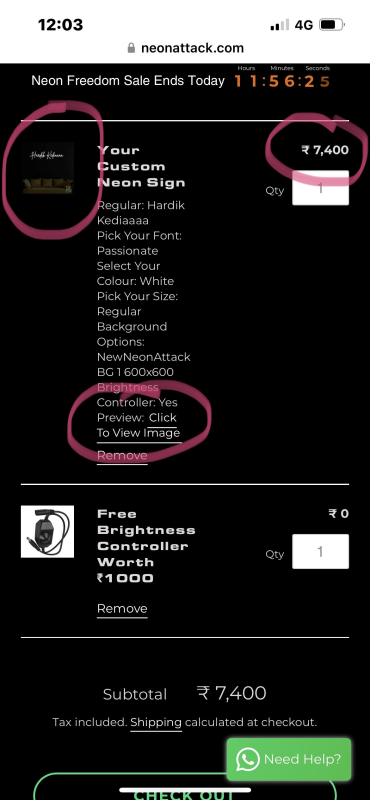 12:03
4G
neonattack.com
Hours Minutes Seconds
Neon Freedom Sale Ends Today 11:56:25
Your
Custom
Neon Sign
₹ 7,400
Qty 1
Regular: Hardik
Kediaaaa
Pick Your Font:
Passionate
Select Your
Colour: White
Pick Your Size:
Regular
Background
Options:
NewNeonAttack
BG 1 600x600
Brightness
Controller: Yes
Preview: Click
To View Image
Remove
Free
Brightness
Controller
Worth
₹1000
₹ 0
Qty 1
Remove
Subtotal ₹ 7,400
Tax included. Shipping calculated at checkout.
Need Help?
CHECK OUT